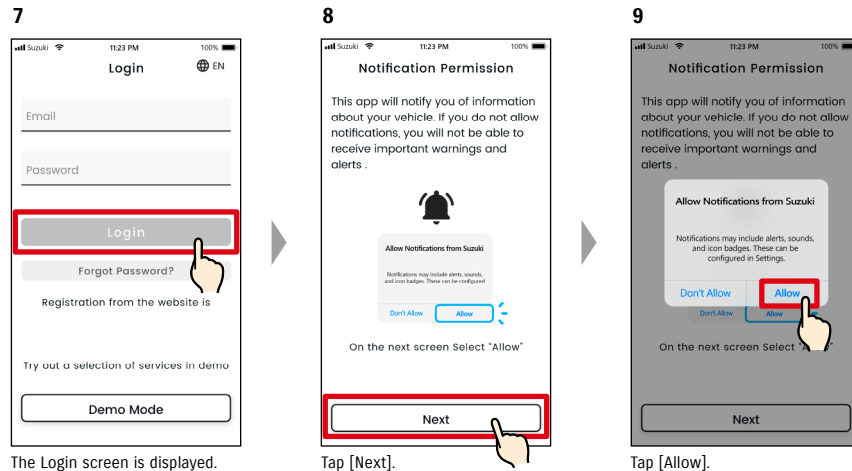 7
Suzuki 11:23 PM 100%
Login EN
Email
Password
Login
Forgot Password?
Registration from the website is
Try out a selection of services in demo
Demo Mode
The Login screen is displayed.
8
Suzuki 11:23 PM 100%
Notification Permission
This app will notify you of information
about your vehicle. If you do not allow
notifications, you will not be able to
receive important warnings and
alerts .
Allow Notifications from Suzuki
Notifications may include alerts, sounds,
and icon badges. These can be configured
Don't Allow Allow
On the next screen Select "Allow"
Next
Tap [Next].
9
Suzuki 11:23 PM 100%
Notification Permission
This app will notify you of information
about your vehicle. If you do not allow
notifications, you will not be able to
receive important warnings and
alerts .
Allow Notifications from Suzuki
Notifications may include alerts, sounds,
and icon badges. These can be
configured in Settings.
Don't Allow Allow
Don't Allow Allow
On the next screen Select
Next
Tap [Allow].